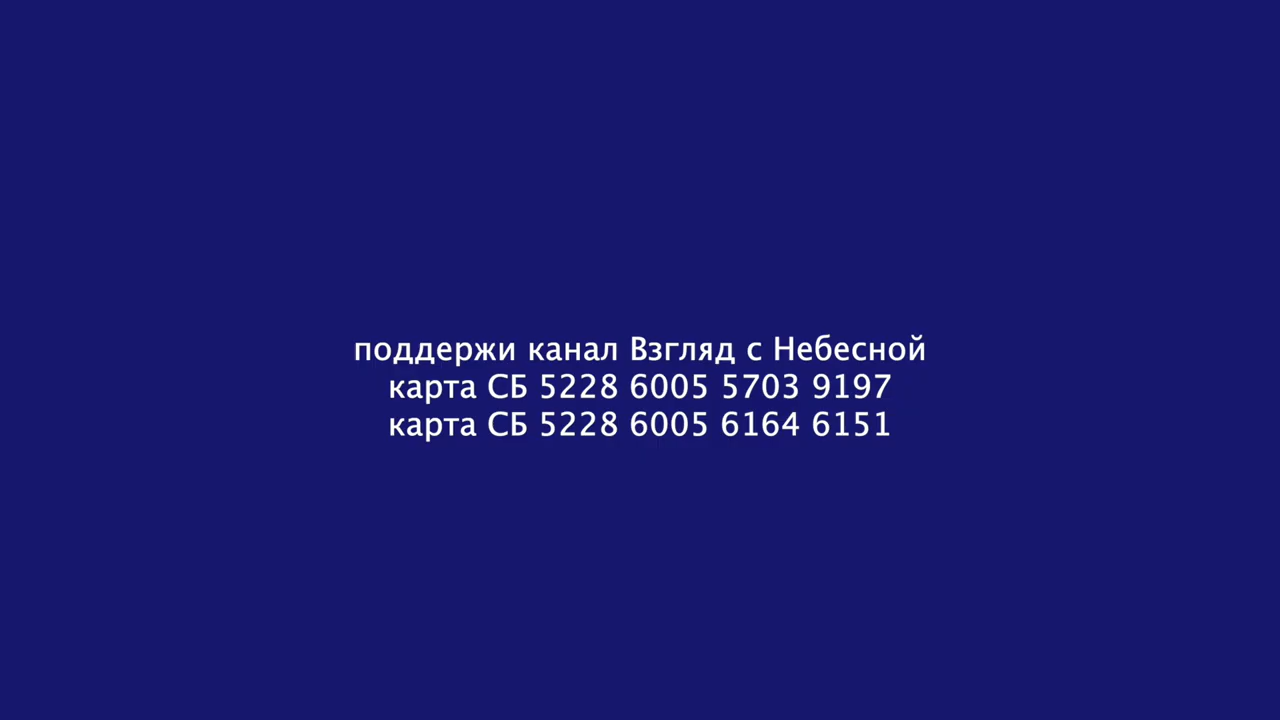 поддержи канал Взгляд с Небесной
карта СБ 5228 6005 5703 9197
карта СБ 5228 6005 6164 6151